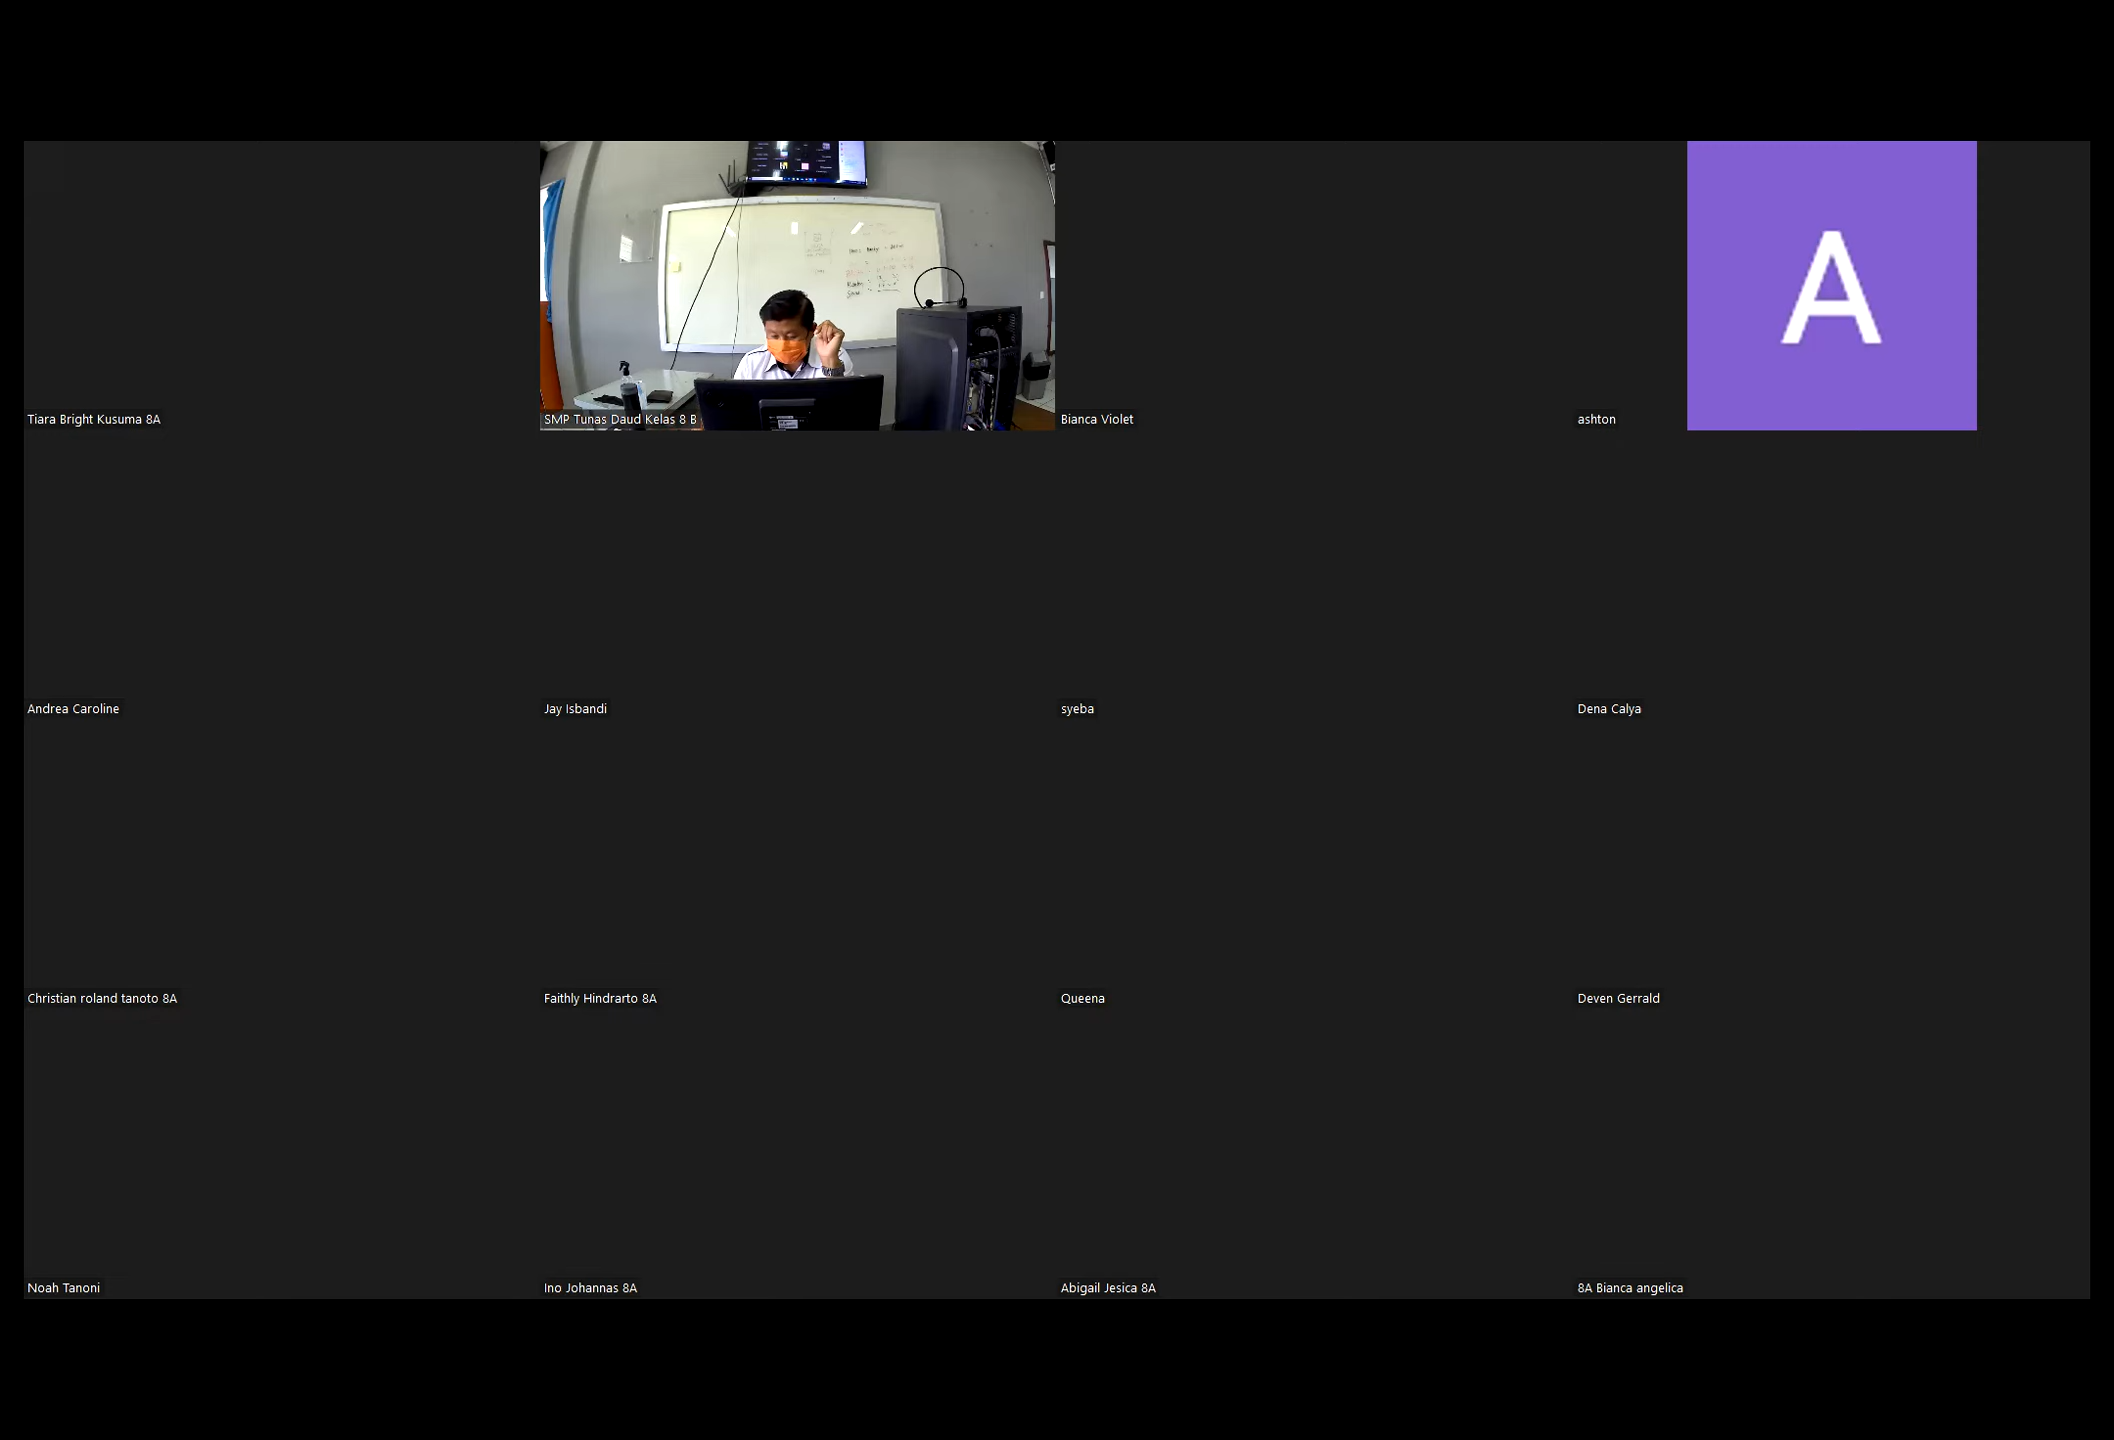 Tiara Bright Kusuma 8A
SMP Tunas Daud Kelas 8 B
Bianca Violet
ashton
A
Andrea Caroline
Jay Isbandi
syeba
Dena Calya
Christian roland tanoto 8A
Faithly Hindrarto 8A
Queena
Deven Gerrald
Noah Tanoni
Ino Johannas 8A
Abigail Jesica 8A
8A Bianca angelica